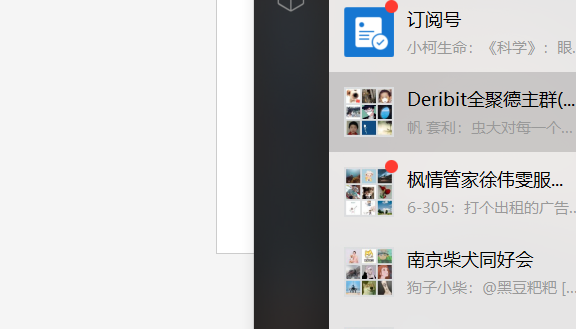 订阅号
小柯生命：《科学》：眼...
Deribit全聚德主群(...
帆 套利：虫大对每一个...
枫情管家徐伟雯服...
6-305：打个出租的广告...
南京柴犬同好会
狗子小柴：@黑豆粑粑 [...